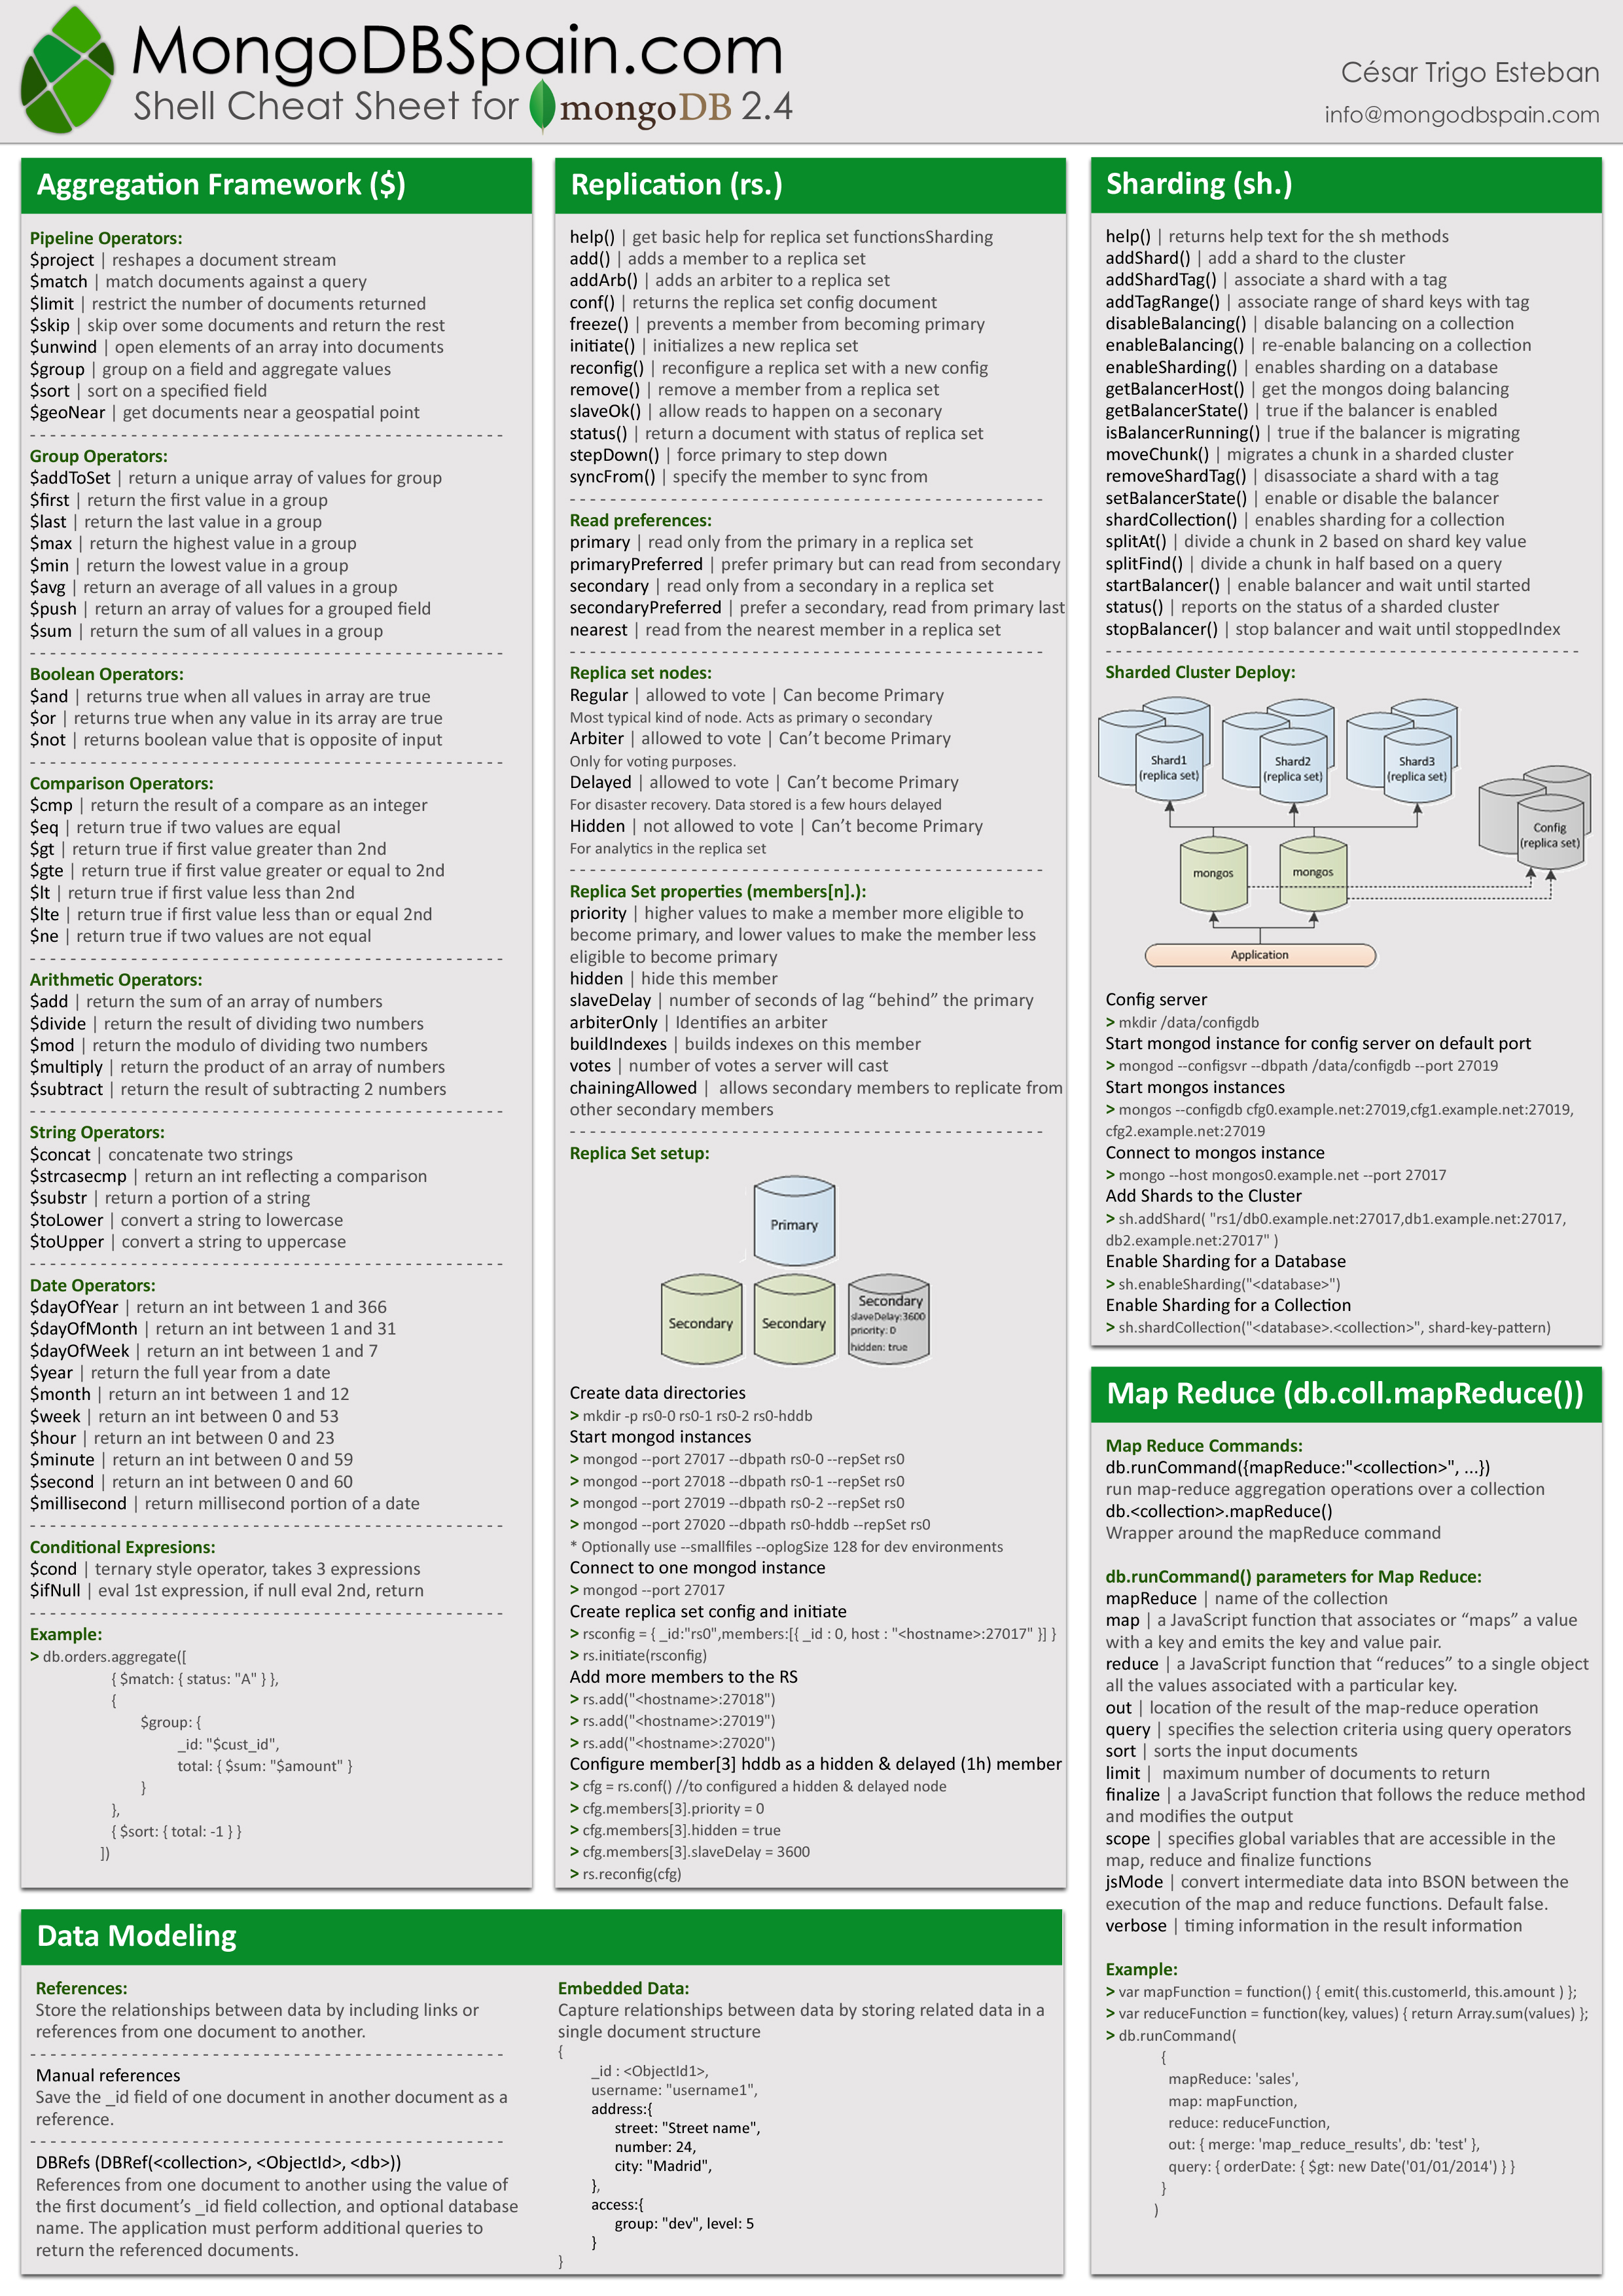 MongoDBSpain.com
Shell Cheat Sheet for mongoDB 2.4
César Trigo Esteban
info@mongodbspain.com
Aggregation Framework ($)
Pipeline Operators:
$project | reshapes a document stream
$match | match documents against a query
$limit | restrict the number of documents returned
$skip | skip over some documents and return the rest
$unwind | open elements of an array into documents
$group | group on a field and aggregate values
$sort | sort on a specified field
$geoNear | get documents near a geospatial point
Group Operators:
$addToSet | return a unique array of values for group
$first | return the first value in a group
$last | return the last value in a group
$max | return the highest value in a group
$min | return the lowest value in a group
$avg | return an average of all values in a group
$push | return an array of values for a grouped field
$sum | return the sum of all values in a group
Boolean Operators:
$and | returns true when all values in array are true
$or | returns true when any value in its array are true
$not | returns boolean value that is opposite of input
Comparison Operators:
$cmp | return the result of a compare as an integer
$eq | return true if two values are equal
$gt | return true if first value greater than 2nd
$gte | return true if first value greater or equal to 2nd
$lt | return true if first value less than 2nd
$lte | return true if first value less than or equal 2nd
$ne | return true if two values are not equal
Arithmetic Operators:
$add | return the sum of an array of numbers
$divide | return the result of dividing two numbers
$mod | return the modulo of dividing two numbers
$multiply | return the product of an array of numbers
$subtract | return the result of subtracting 2 numbers
String Operators:
$concat | concatenate two strings
$strcasecmp | return an int reflecting a comparison
$substr | return a portion of a string
$toLower | convert a string to lowercase
$toUpper | convert a string to uppercase
Date Operators:
$dayOfYear | return an int between 1 and 366
$dayOfMonth | return an int between 1 and 31
$dayOfWeek | return an int between 1 and 7
$year | return the full year from a date
$month | return an int between 1 and 12
$week | return an int between 0 and 53
$hour | return an int between 0 and 23
$minute | return an int between 0 and 59
$second | return an int between 0 and 60
$millisecond | return millisecond portion of a date
Conditional Expresions:
$cond | ternary style operator, takes 3 expressions
$ifNull | eval 1st expression, if null eval 2nd, return
Example:
> db.orders.aggregate([
{ $match: { status: "A" } },
{
$group: {
_id: "$cust_id",
total: { $sum: "$amount" }
}
},
{ $sort: { total: -1 } }
])
Replication (rs.)
help() | get basic help for replica set functionsSharding
add() | adds a member to a replica set
addArb() | adds an arbiter to a replica set
conf() | returns the replica set config document
freeze() | prevents a member from becoming primary
initiate() | initializes a new replica set
reconfig() | reconfigure a replica set with a new config
remove() | remove a member from a replica set
slaveOk() | allow reads to happen on a seconary
status() | return a document with status of replica set
stepDown() | force primary to step down
syncFrom() | specify the member to sync from
Read preferences:
primary | read only from the primary in a replica set
primaryPreferred | prefer primary but can read from secondary
secondary | read only from a secondary in a replica set
secondaryPreferred | prefer a secondary, read from primary last
nearest | read from the nearest member in a replica set
Replica set nodes:
Regular | allowed to vote | Can become Primary
Most typical kind of node. Acts as primary o secondary
Arbiter | allowed to vote | Can’t become Primary
Only for voting purposes.
Delayed | allowed to vote | Can’t become Primary
For disaster recovery. Data stored is a few hours delayed
Hidden | not allowed to vote | Can’t become Primary
For analytics in the replica set
Replica Set properties (members[n].):
priority | higher values to make a member more eligible to
become primary, and lower values to make the member less
eligible to become primary
hidden | hide this member
slaveDelay | number of seconds of lag “behind” the primary
arbiterOnly | Identifies an arbiter
buildIndexes | builds indexes on this member
votes | number of votes a server will cast
chainingAllowed | allows secondary members to replicate from
other secondary members
Replica Set setup:
Primary
Secondary
Secondary
Secondary
slaveDelay:3600
priority: 0
hidden: true
Create data directories
> mkdir -p rs0-0 rs0-1 rs0-2 rs0-hddb
Start mongod instances
> mongod --port 27017 --dbpath rs0-0 --repSet rs0
> mongod --port 27018 --dbpath rs0-1 --repSet rs0
> mongod --port 27019 --dbpath rs0-2 --repSet rs0
> mongod --port 27020 --dbpath rs0-hddb --repSet rs0
* Optionally use --smallfiles --oplogSize 128 for dev environments
Connect to one mongod instance
> mongod --port 27017
Create replica set config and initiate
> rsconfig = { _id:"rs0",members:[{ _id : 0, host : "<hostname>:27017" }] }
> rs.initiate(rsconfig)
Add more members to the RS
> rs.add("<hostname>:27018")
> rs.add("<hostname>:27019")
> rs.add("<hostname>:27020")
Configure member[3] hddb as a hidden & delayed (1h) member
> cfg = rs.conf() //to configured a hidden & delayed node
> cfg.members[3].priority = 0
> cfg.members[3].hidden = true
> cfg.members[3].slaveDelay = 3600
> rs.reconfig(cfg)
Sharding (sh.)
help() | returns help text for the sh methods
addShard() | add a shard to the cluster
addShardTag() | associate a shard with a tag
addTagRange() | associate range of shard keys with tag
disableBalancing() | disable balancing on a collection
enableBalancing() | re-enable balancing on a collection
enableSharding() | enables sharding on a database
getBalancerHost() | get the mongos doing balancing
getBalancerState() | true if the balancer is enabled
isBalancerRunning() | true if the balancer is migrating
moveChunk() | migrates a chunk in a sharded cluster
removeShardTag() | disassociate a shard with a tag
setBalancerState() | enable or disable the balancer
shardCollection() | enables sharding for a collection
splitAt() | divide a chunk in 2 based on shard key value
splitFind() | divide a chunk in half based on a query
startBalancer() | enable balancer and wait until started
status() | reports on the status of a sharded cluster
stopBalancer() | stop balancer and wait until stoppedIndex
Sharded Cluster Deploy:
Shard1
(replica set)
Shard2
(replica set)
Shard3
(replica set)
Config
(replica set)
mongos
mongos
Application
Config server
> mkdir /data/configdb
Start mongod instance for config server on default port
> mongod --configsvr --dbpath /data/configdb --port 27019
Start mongos instances
> mongos --configdb cfg0.example.net:27019,cfg1.example.net:27019,
cfg2.example.net:27019
Connect to mongos instance
> mongo --host mongos0.example.net --port 27017
Add Shards to the Cluster
> sh.addShard( "rs1/db0.example.net:27017,db1.example.net:27017,
db2.example.net:27017" )
Enable Sharding for a Database
> sh.enableSharding("<database>")
Enable Sharding for a Collection
> sh.shardCollection("<database>.<collection>", shard-key-pattern)
Map Reduce (db.coll.mapReduce())
Map Reduce Commands:
db.runCommand({mapReduce:"<collection>", ...})
run map-reduce aggregation operations over a collection
db.<collection>.mapReduce()
Wrapper around the mapReduce command
db.runCommand() parameters for Map Reduce:
mapReduce | name of the collection
map | a JavaScript function that associates or “maps” a value
with a key and emits the key and value pair.
reduce | a JavaScript function that “reduces” to a single object
all the values associated with a particular key.
out | location of the result of the map-reduce operation
query | specifies the selection criteria using query operators
sort | sorts the input documents
limit | maximum number of documents to return
finalize | a JavaScript function that follows the reduce method
and modifies the output
scope | specifies global variables that are accessible in the
map, reduce and finalize functions
jsMode | convert intermediate data into BSON between the
execution of the map and reduce functions. Default false.
verbose | timing information in the result information
Example:
> var mapFunction = function() { emit( this.customerId, this.amount ) };
> var reduceFunction = function(key, values) { return Array.sum(values) };
> db.runCommand(
{
mapReduce: 'sales',
map: mapFunction,
reduce: reduceFunction,
out: { merge: 'map_reduce_results', db: 'test' },
query: { orderDate: { $gt: new Date('01/01/2014') } }
}
)
Data Modeling
References:
Store the relationships between data by including links or
references from one document to another.
Manual references
Save the _id field of one document in another document as a
reference.
DBRefs (DBRef(<collection>, <ObjectId>, <db>))
References from one document to another using the value of
the first document’s _id field collection, and optional database
name. The application must perform additional queries to
return the referenced documents.
Embedded Data:
Capture relationships between data by storing related data in a
single document structure
{
_id : <ObjectId1>,
username: "username1",
address:{
street: "Street name",
number: 24,
city: "Madrid",
},
access:{
group: "dev", level: 5
}
}